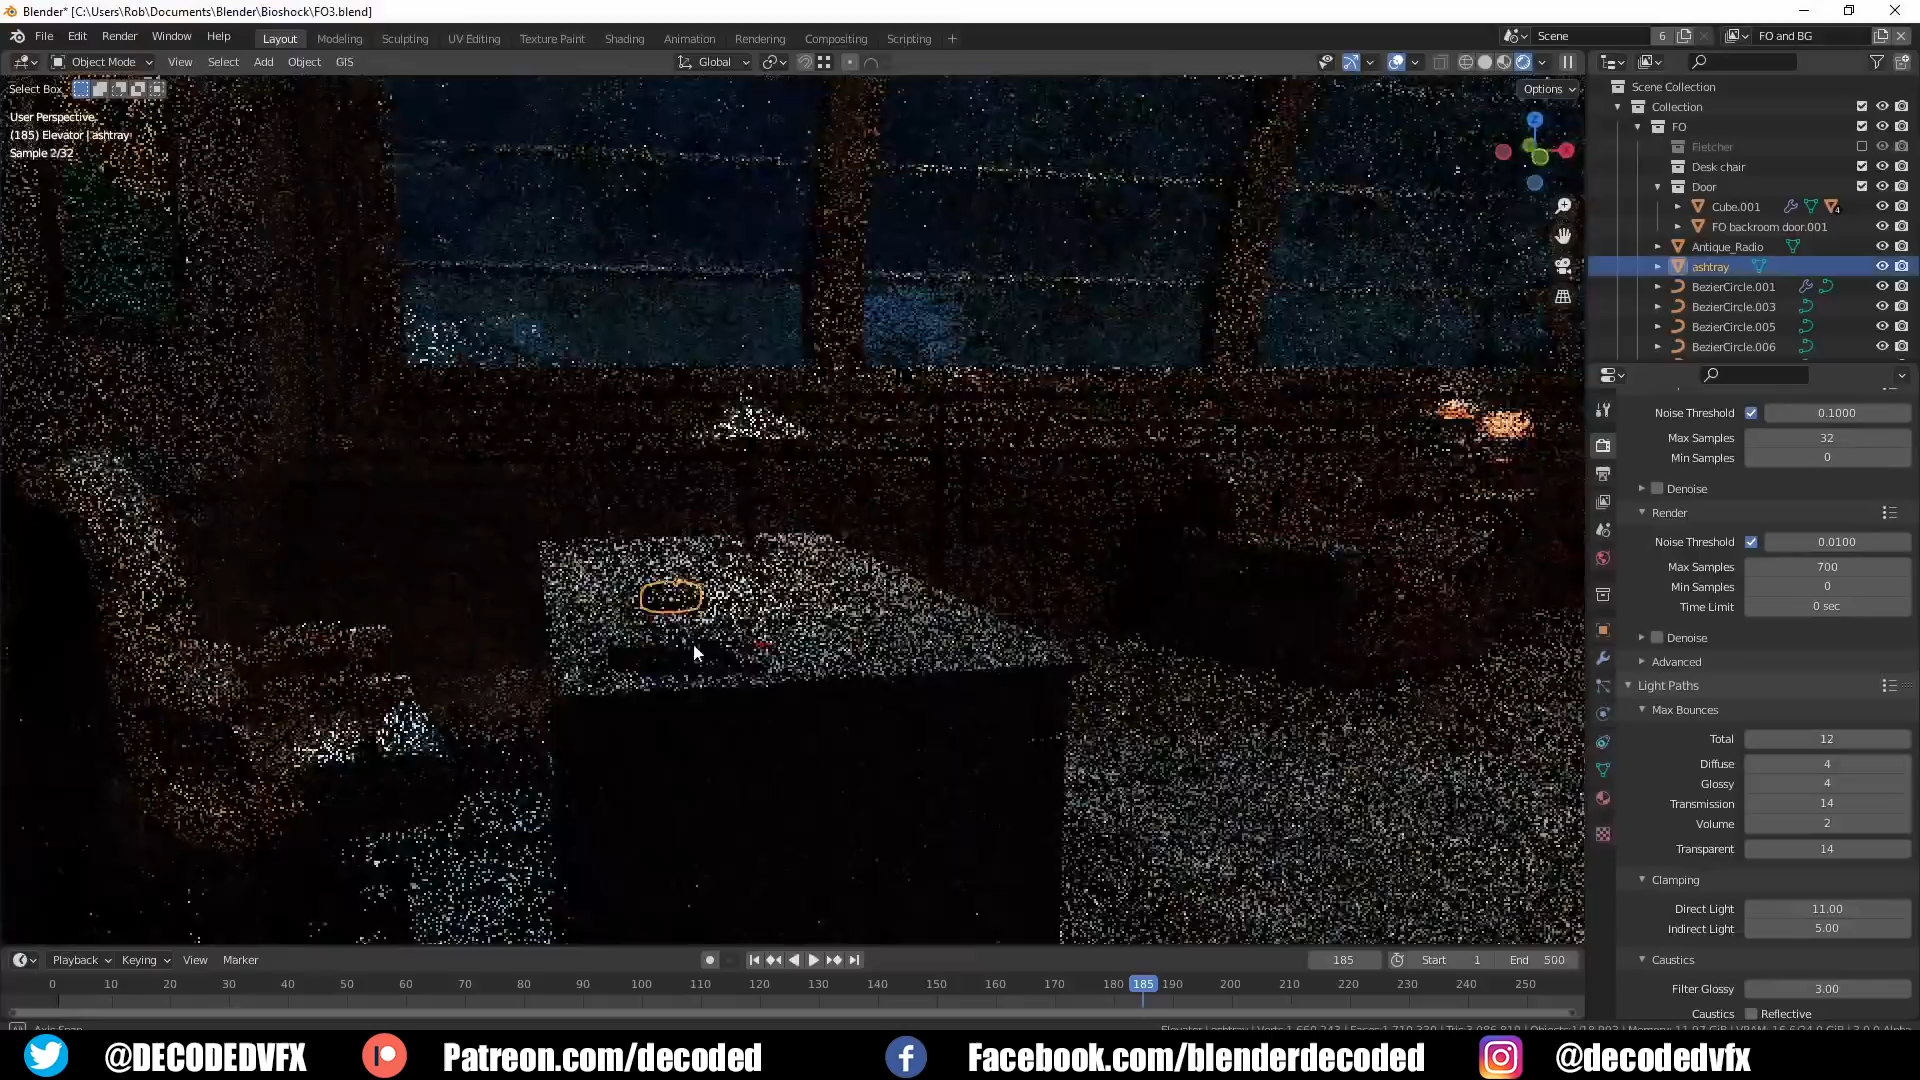 Blender* [C:\Users\Rob\Documents\Blender\Bioshock\FO3.blend]
File Edit Render Window Help
Layout Modeling Sculpting UV Editing Texture Paint Shading Animation Rendering Compositing Scripting +
Scene 6 FO and BG
Object Mode View Select Add Object GIS
Global
Select Box
Options
User Perspective
(185) Elevator | ashtray
Sample 2/32
Z
Scene Collection
Collection
FO
Fletcher
Desk chair
Door
Cube.001 4
FO backroom door.001
Antique_Radio
ashtray
BezierCircle.001
BezierCircle.003
BezierCircle.005
BezierCircle.006
Noise Threshold 0.1000
Max Samples 32
Min Samples 0
Denoise
Render
Noise Threshold 0.0100
Max Samples 700
Min Samples 0
Time Limit 0 sec
Denoise
Advanced
Light Paths
Max Bounces
Total 12
Diffuse 4
Glossy 4
Transmission 14
Volume 2
Transparent 14
Clamping
Direct Light 11.00
Indirect Light 5.00
Caustics
Filter Glossy 3.00
Caustics Reflective
Playback Keying View Marker
185 Start 1 End 500
0 10 20 30 40 50 60 70 80 90 100 110 120 130 140 150 160 170 180 185 190 200 210 220 230 240 250
@DECODEDVFX Patreon.com/decoded Facebook.com/blenderdecoded @decodedvfx